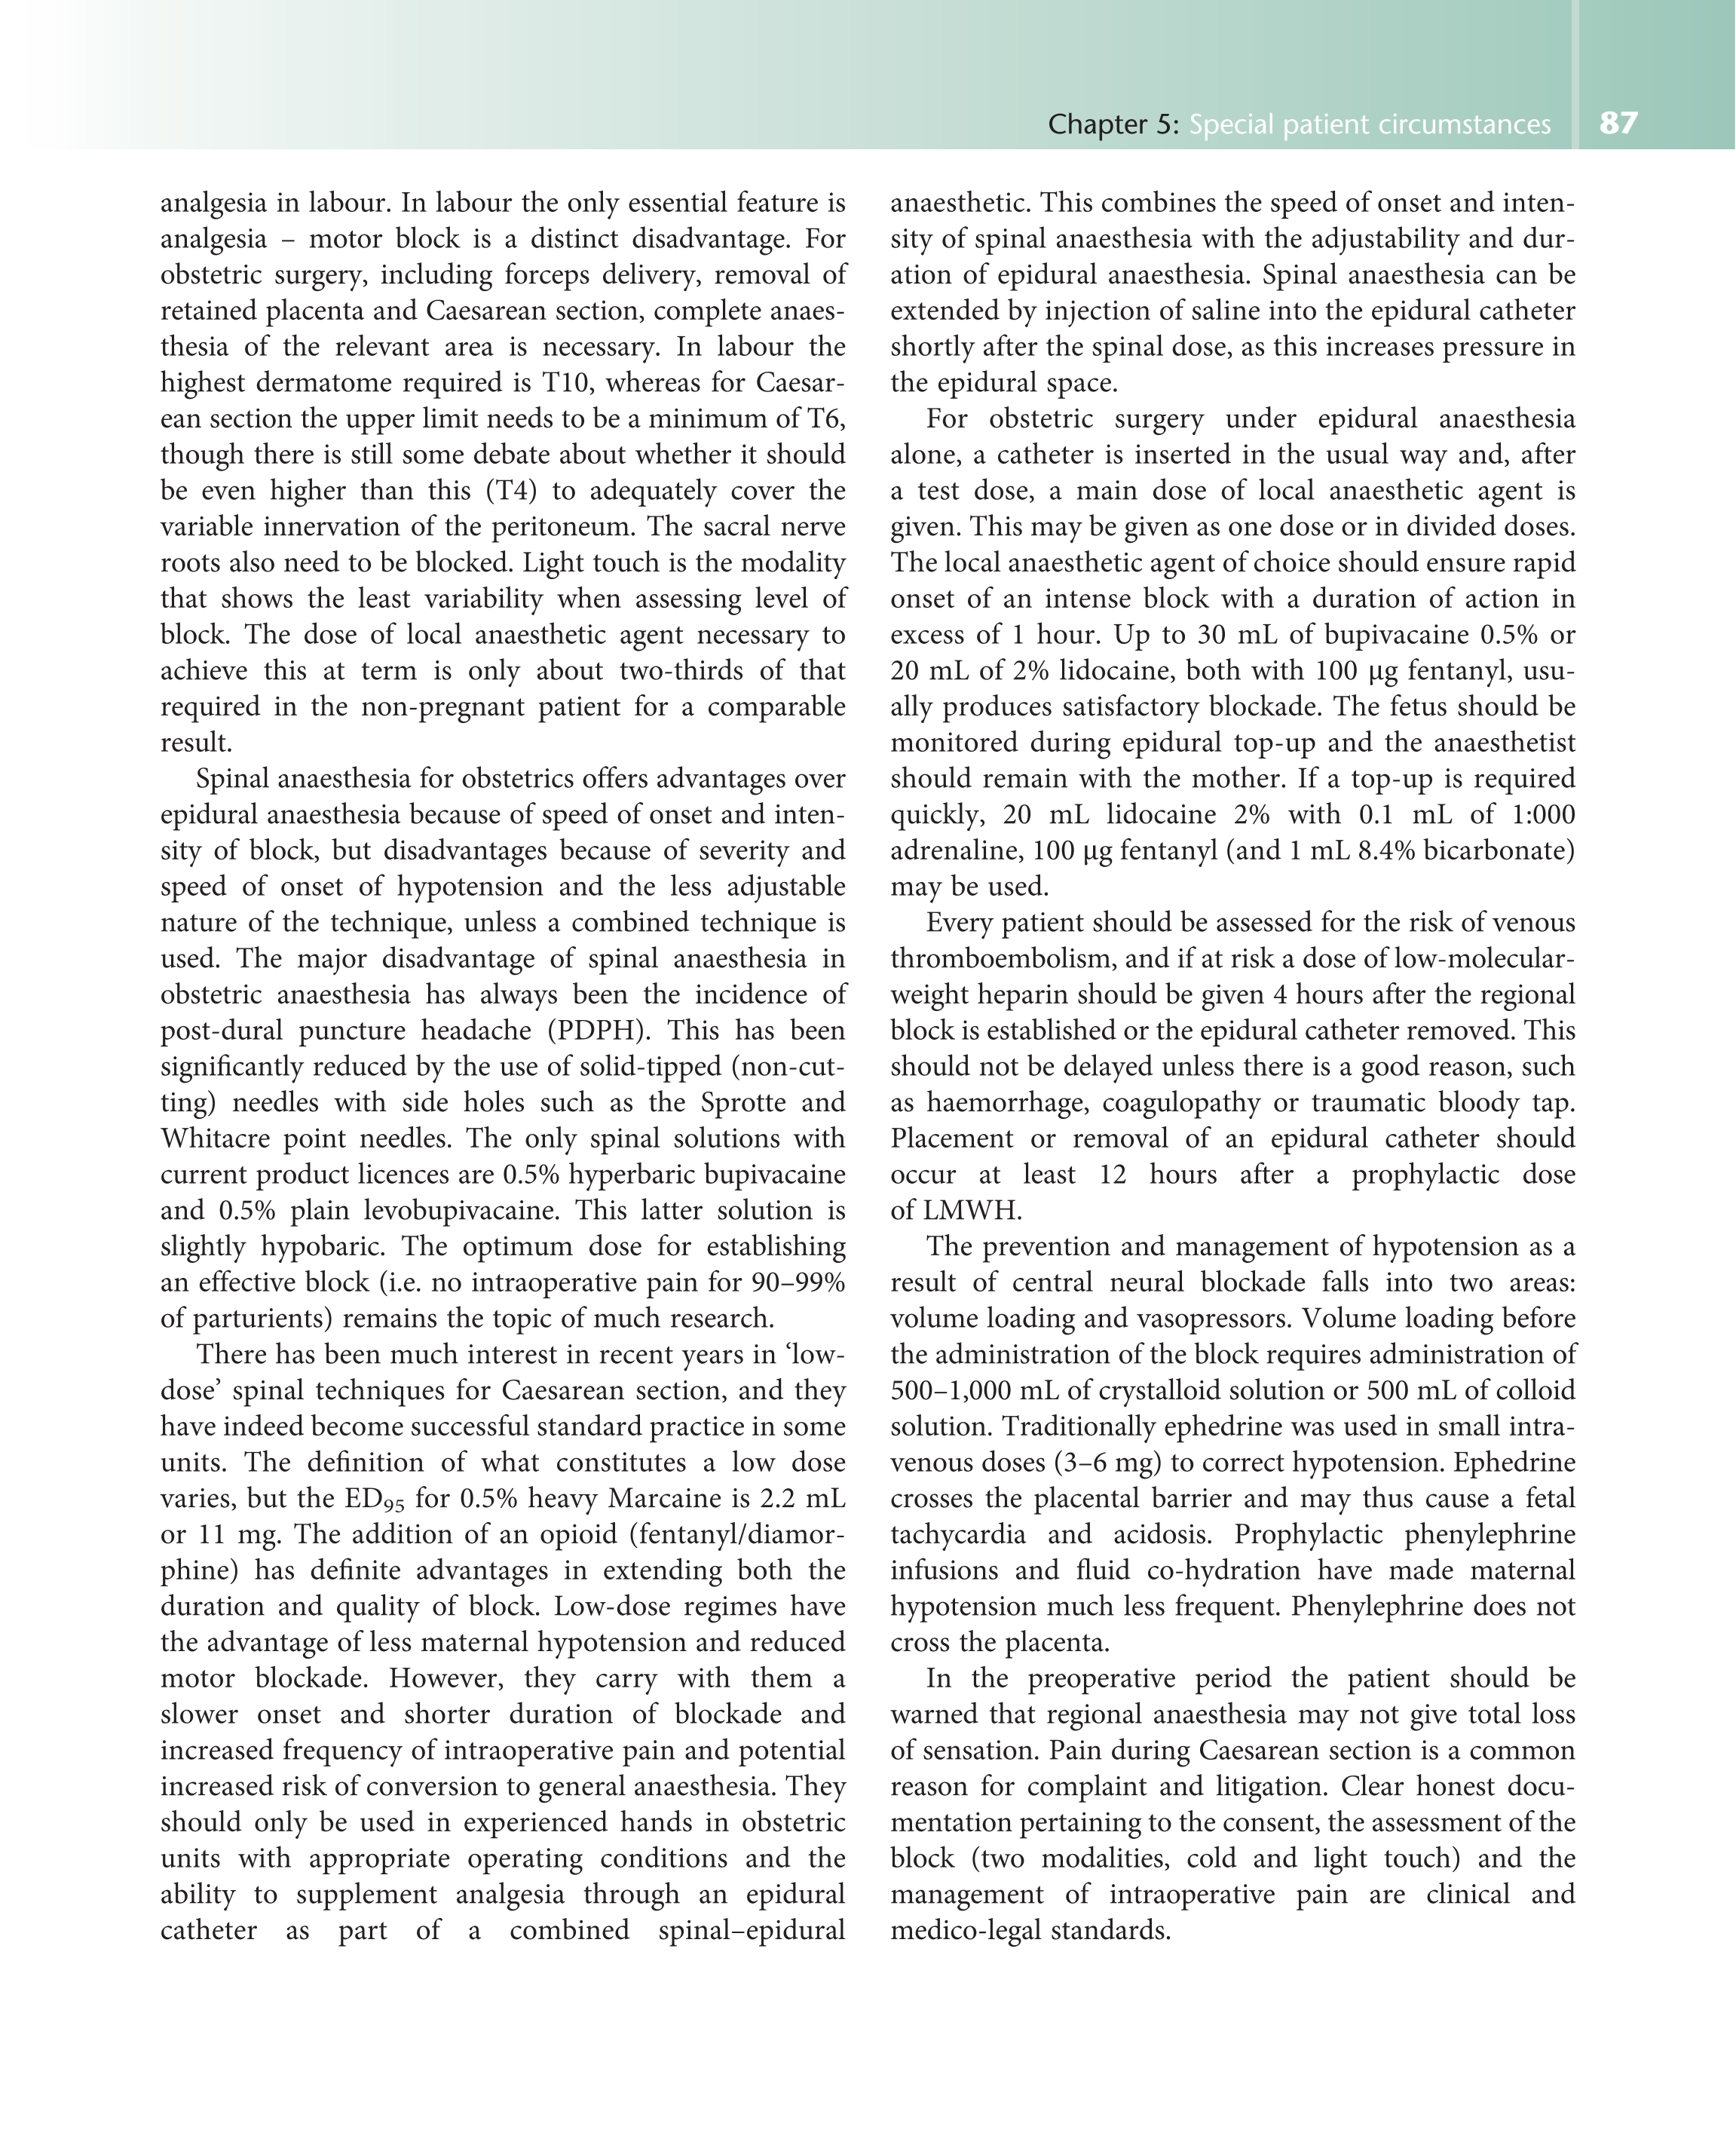 Chapter 5: Special patient circumstances 87
analgesia in labour. In labour the only essential feature is
analgesia – motor block is a distinct disadvantage. For
obstetric surgery, including forceps delivery, removal of
retained placenta and Caesarean section, complete anaes-
thesia of the relevant area is necessary. In labour the
highest dermatome required is T10, whereas for Caesar-
ean section the upper limit needs to be a minimum of T6,
though there is still some debate about whether it should
be even higher than this (T4) to adequately cover the
variable innervation of the peritoneum. The sacral nerve
roots also need to be blocked. Light touch is the modality
that shows the least variability when assessing level of
block. The dose of local anaesthetic agent necessary to
achieve this at term is only about two-thirds of that
required in the non-pregnant patient for a comparable
result.
Spinal anaesthesia for obstetrics offers advantages over
epidural anaesthesia because of speed of onset and inten-
sity of block, but disadvantages because of severity and
speed of onset of hypotension and the less adjustable
nature of the technique, unless a combined technique is
used. The major disadvantage of spinal anaesthesia in
obstetric anaesthesia has always been the incidence of
post-dural puncture headache (PDPH). This has been
significantly reduced by the use of solid-tipped (non-cut-
ting) needles with side holes such as the Sprotte and
Whitacre point needles. The only spinal solutions with
current product licences are 0.5% hyperbaric bupivacaine
and 0.5% plain levobupivacaine. This latter solution is
slightly hypobaric. The optimum dose for establishing
an effective block (i.e. no intraoperative pain for 90–99%
of parturients) remains the topic of much research.
There has been much interest in recent years in ‘low-
dose’ spinal techniques for Caesarean section, and they
have indeed become successful standard practice in some
units. The definition of what constitutes a low dose
varies, but the ED95 for 0.5% heavy Marcaine is 2.2 mL
or 11 mg. The addition of an opioid (fentanyl/diamor-
phine) has definite advantages in extending both the
duration and quality of block. Low-dose regimes have
the advantage of less maternal hypotension and reduced
motor blockade. However, they carry with them a
slower onset and shorter duration of blockade and
increased frequency of intraoperative pain and potential
increased risk of conversion to general anaesthesia. They
should only be used in experienced hands in obstetric
units with appropriate operating conditions and the
ability to supplement analgesia through an epidural
catheter as part of a combined spinal–epidural
anaesthetic. This combines the speed of onset and inten-
sity of spinal anaesthesia with the adjustability and dur-
ation of epidural anaesthesia. Spinal anaesthesia can be
extended by injection of saline into the epidural catheter
shortly after the spinal dose, as this increases pressure in
the epidural space.
For obstetric surgery under epidural anaesthesia
alone, a catheter is inserted in the usual way and, after
a test dose, a main dose of local anaesthetic agent is
given. This may be given as one dose or in divided doses.
The local anaesthetic agent of choice should ensure rapid
onset of an intense block with a duration of action in
excess of 1 hour. Up to 30 mL of bupivacaine 0.5% or
20 mL of 2% lidocaine, both with 100 µg fentanyl, usu-
ally produces satisfactory blockade. The fetus should be
monitored during epidural top-up and the anaesthetist
should remain with the mother. If a top-up is required
quickly, 20 mL lidocaine 2% with 0.1 mL of 1:000
adrenaline, 100 µg fentanyl (and 1 mL 8.4% bicarbonate)
may be used.
Every patient should be assessed for the risk of venous
thromboembolism, and if at risk a dose of low-molecular-
weight heparin should be given 4 hours after the regional
block is established or the epidural catheter removed. This
should not be delayed unless there is a good reason, such
as haemorrhage, coagulopathy or traumatic bloody tap.
Placement or removal of an epidural catheter should
occur at least 12 hours after a prophylactic dose
of LMWH.
The prevention and management of hypotension as a
result of central neural blockade falls into two areas:
volume loading and vasopressors. Volume loading before
the administration of the block requires administration of
500–1,000 mL of crystalloid solution or 500 mL of colloid
solution. Traditionally ephedrine was used in small intra-
venous doses (3–6 mg) to correct hypotension. Ephedrine
crosses the placental barrier and may thus cause a fetal
tachycardia and acidosis. Prophylactic phenylephrine
infusions and fluid co-hydration have made maternal
hypotension much less frequent. Phenylephrine does not
cross the placenta.
In the preoperative period the patient should be
warned that regional anaesthesia may not give total loss
of sensation. Pain during Caesarean section is a common
reason for complaint and litigation. Clear honest docu-
mentation pertaining to the consent, the assessment of the
block (two modalities, cold and light touch) and the
management of intraoperative pain are clinical and
medico-legal standards.